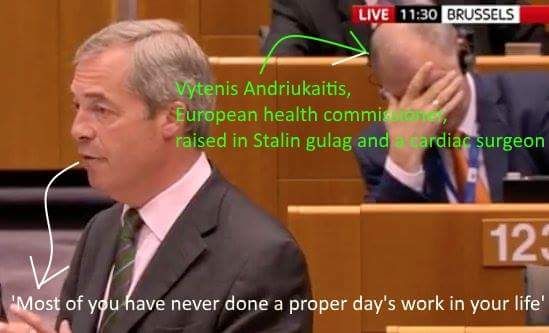 LIVE 11:30 BRUSSELS
Vytenis Andriukaitis,
European health commissioner,
raised in Stalin gulag and a cardiac surgeon
123
'Most of you have never done a proper day's work in your life'